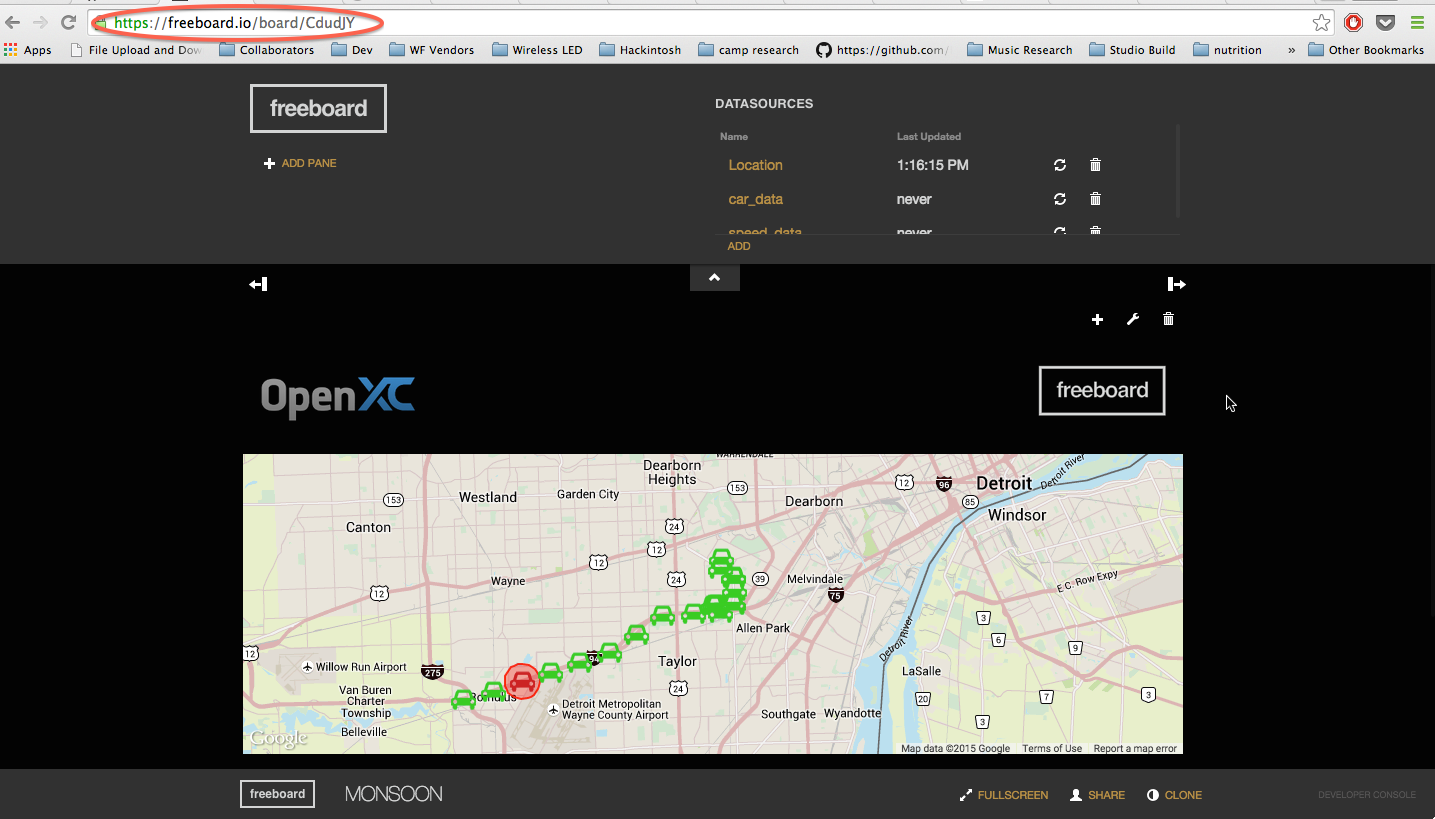 https://freeboard.io/board/CdudJY
Apps File Upload and Dow Collaborators Dev WF Vendors Wireless LED Hackintosh camp research https://github.com/ Music Research Studio Build nutrition » Other Bookmarks
freeboard
ADD PANE
DATASOURCES
Name Last Updated
Location 1:16:15 PM
car_data never
speed_data never
ADD
OpenXC
freeboard
WARRENDALE
Dearborn
Heights
Detroit River
153
12
96
Detroit
Westland
Garden City
153
Dearborn
85
Windsor
Canton
24
12
12
E.C. Row Expy
Wayne
24
39
Melvindale
12
75
3
Allen Park
6
Detroit River
9
12
94
Taylor
Willow Run Airport
275
LaSalle
Romulus
24
20
7
3
Van Buren
Charter
Township
Detroit Metropolitan
Wayne County Airport
Southgate
Wyandotte
3
Belleville
Google
Map data ©2015 Google Terms of Use Report a map error
freeboard MONSOON FULLSCREEN SHARE CLONE DEVELOPER CONSOLE